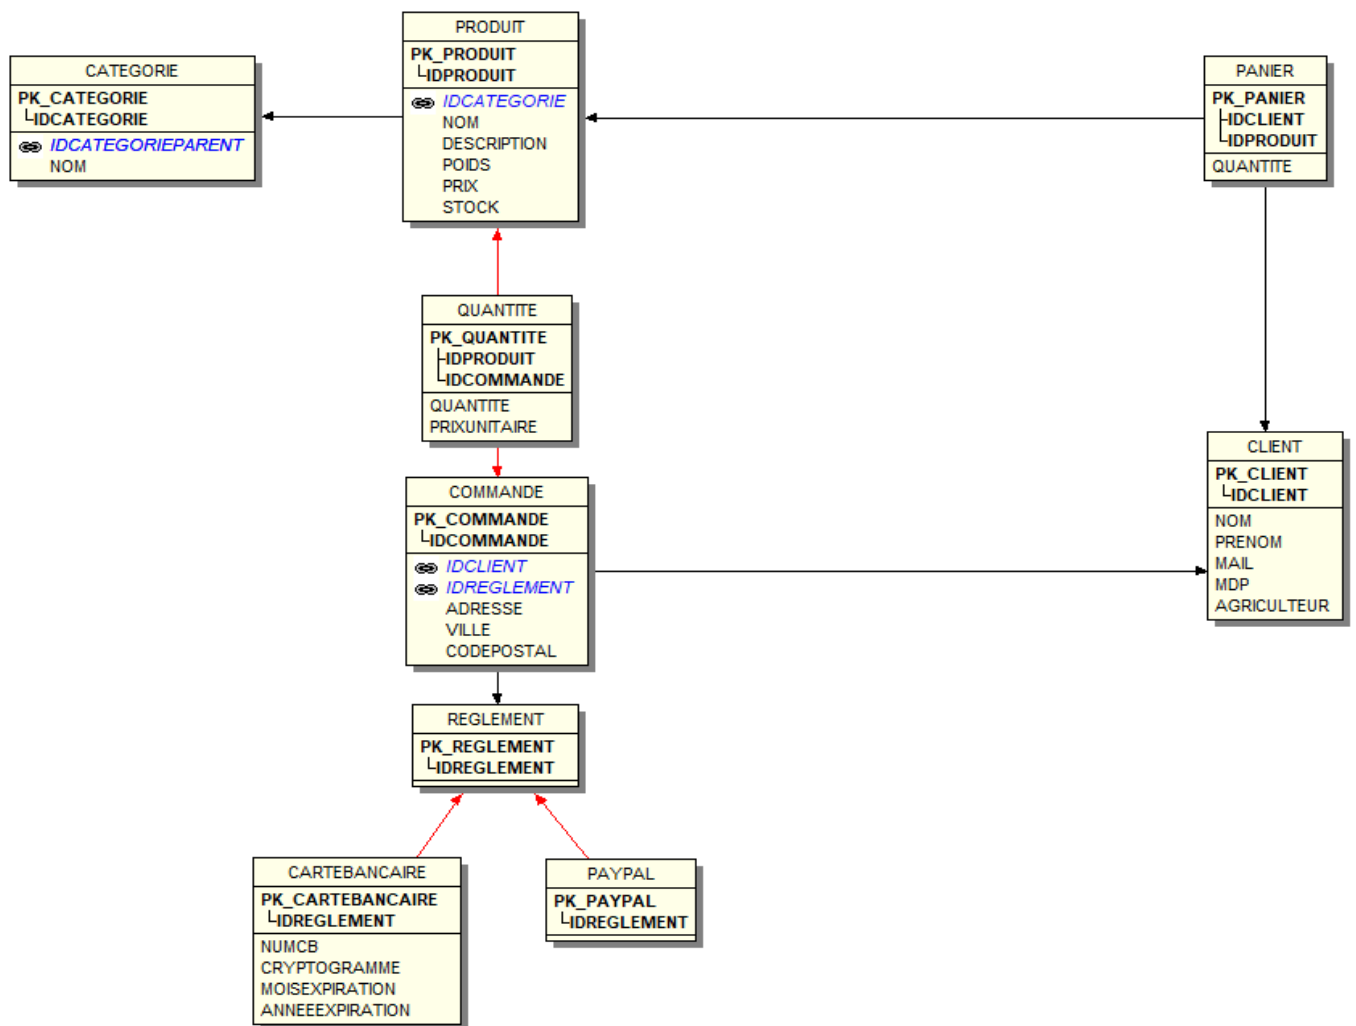 PRODUIT
PK_PRODUIT
IDPRODUIT
IDCATEGORIE
NOM
DESCRIPTION
POIDS
PRIX
STOCK
CATEGORIE
PK_CATEGORIE
IDCATEGORIE
IDCATEGORIEPARENT
NOM
PANIER
PK_PANIER
IDCLIENT
IDPRODUIT
QUANTITE
QUANTITE
PK_QUANTITE
IDPRODUIT
IDCOMMANDE
QUANTITE
PRIXUNITAIRE
CLIENT
PK_CLIENT
IDCLIENT
NOM
PRENOM
MAIL
MDP
AGRICULTEUR
COMMANDE
PK_COMMANDE
IDCOMMANDE
IDCLIENT
IDREGLEMENT
ADRESSE
VILLE
CODEPOSTAL
REGLEMENT
PK_REGLEMENT
IDREGLEMENT
CARTEBANCAIRE
PK_CARTEBANCAIRE
IDREGLEMENT
NUMCB
CRYPTOGRAMME
MOISEXPIRATION
ANNEEEXPIRATION
PAYPAL
PK_PAYPAL
IDREGLEMENT